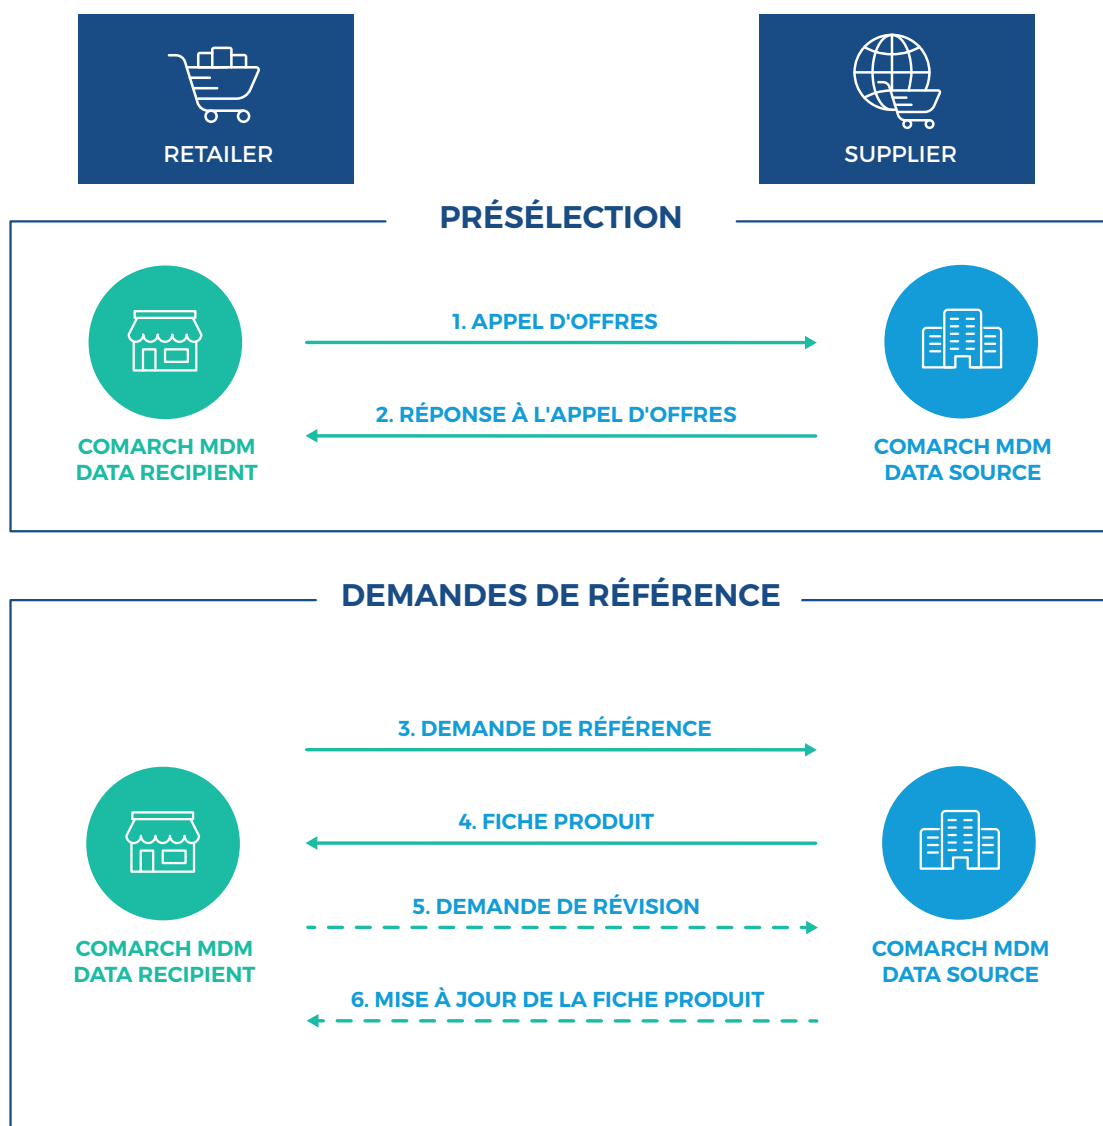 RETAILER
SUPPLIER
PRÉSÉLECTION
1. APPEL D'OFFRES
2. RÉPONSE À L'APPEL D'OFFRES
COMARCH MDM
DATA RECIPIENT
COMARCH MDM
DATA SOURCE
DEMANDES DE RÉFÉRENCE
3. DEMANDE DE RÉFÉRENCE
4. FICHE PRODUIT
5. DEMANDE DE RÉVISION
6. MISE À JOUR DE LA FICHE PRODUIT
COMARCH MDM
DATA RECIPIENT
COMARCH MDM
DATA SOURCE